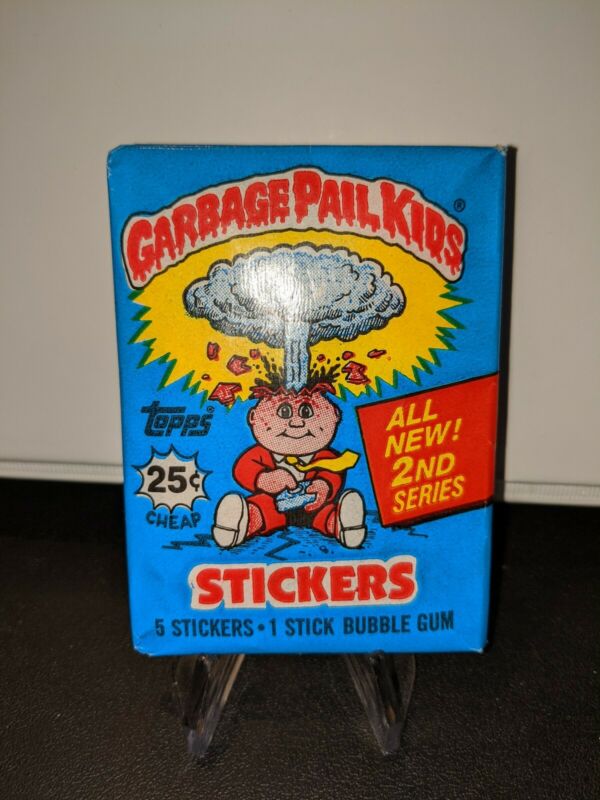 GARBAGE PAIL KIDS®
topps®
25¢
CHEAP
ALL
NEW!
2ND
SERIES
STICKERS
5 STICKERS • 1 STICK BUBBLE GUM